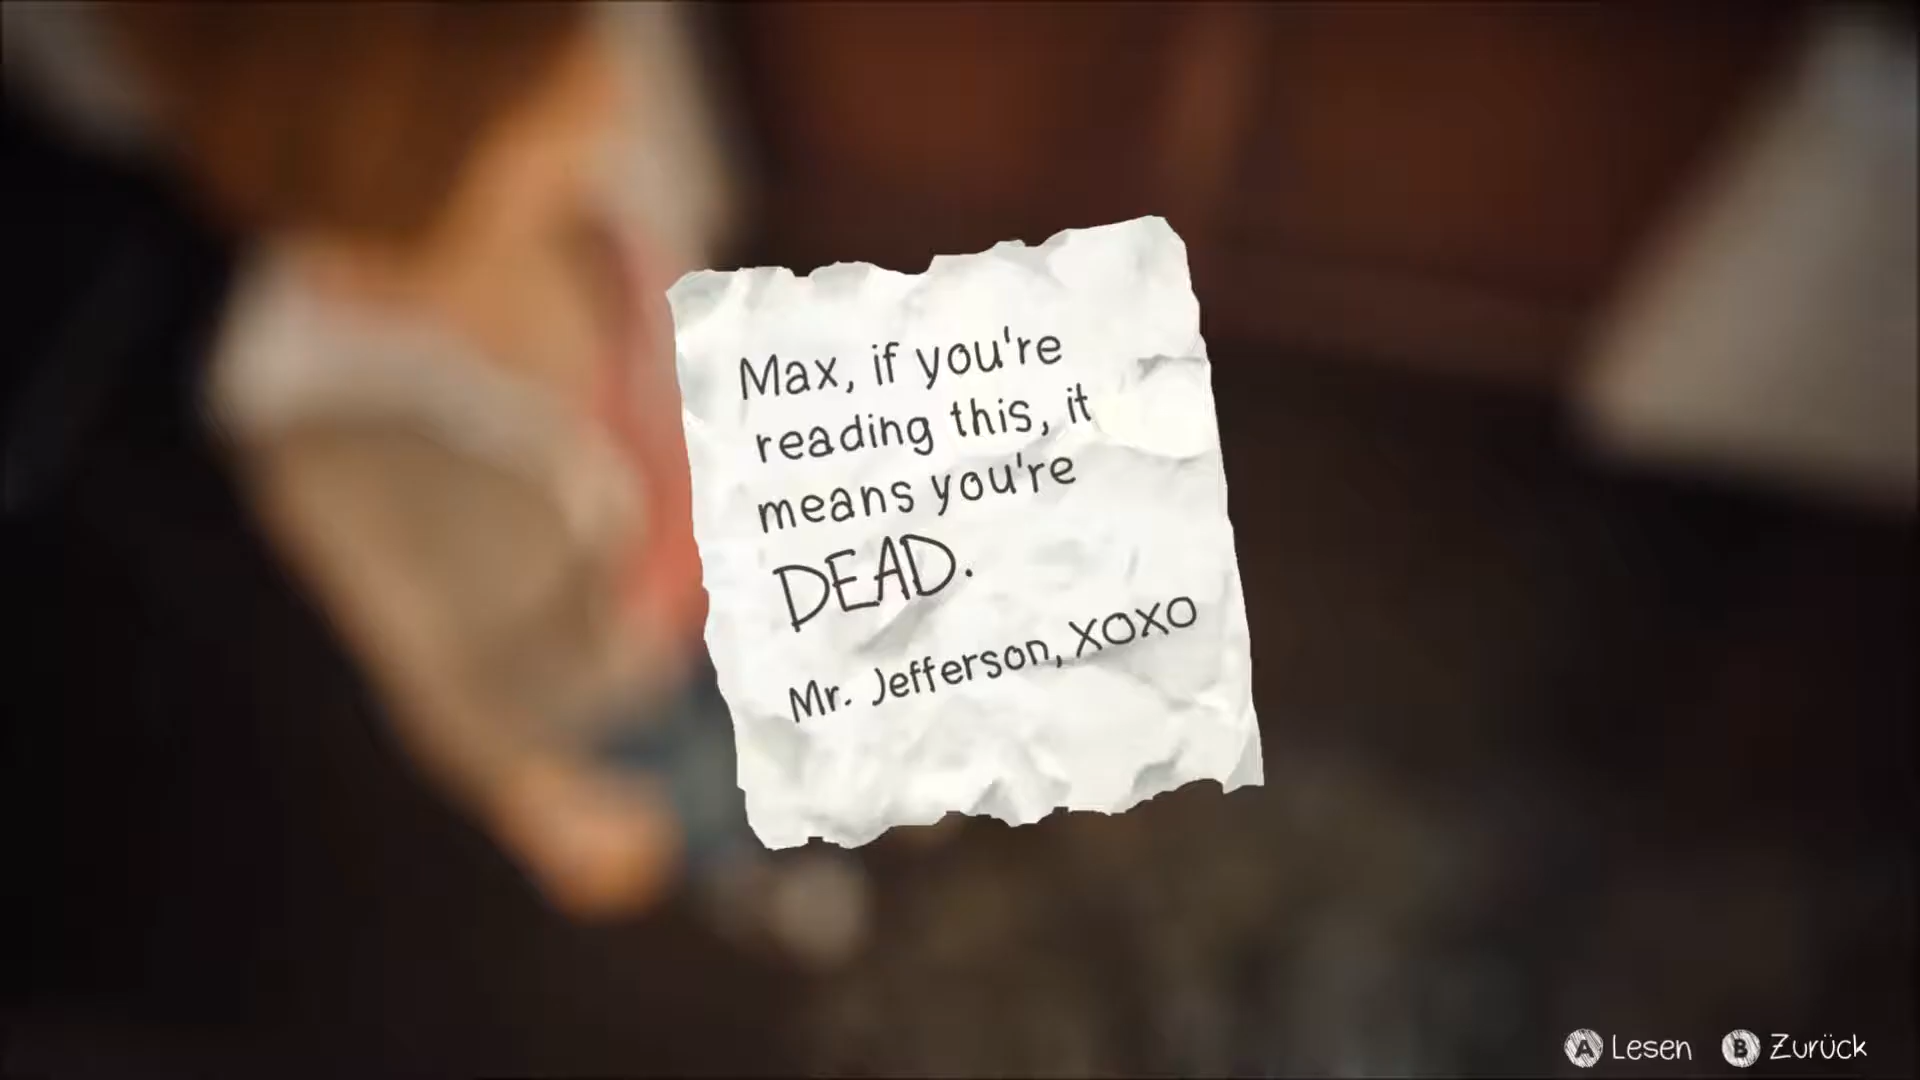 Max, if you're
reading this, it
means you're
DEAD.
Mr. Jefferson, XOXO
A Lesen B Zurück